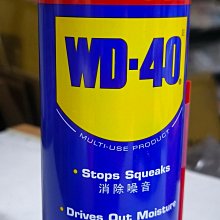 WD-40
MULTI-USE PRODUCT
• Stops Squeaks
消除噪音
• Drives Out Moisture